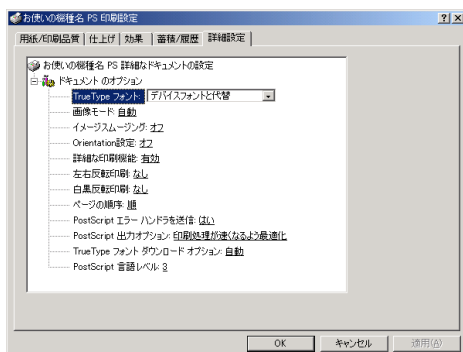 お使いの機種名 PS 印刷設定
用紙/印刷品質 仕上げ 効果 蓄積/履歴 詳細設定
お使いの機種名 PS 詳細なドキュメントの設定
ドキュメント のオプション
TrueType フォント: デバイスフォントと代替
画像モード: 自動
イメージスムージング: オフ
Orientation設定: オフ
詳細な印刷機能: 有効
左右反転印刷: なし
白黒反転印刷: なし
ページの順序: 順
PostScript エラー ハンドラを送信: はい
PostScript 出力オプション: 印刷処理が速くなるよう最適化
TrueType フォント ダウンロード オプション: 自動
PostScript 言語レベル: 3
OK キャンセル 適用(A)